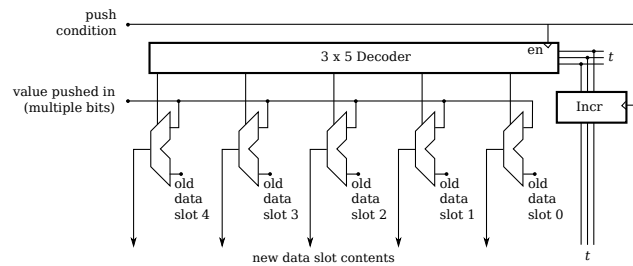 push
condition
en
3 x 5 Decoder
t
value pushed in
(multiple bits)
Incr
old
data
slot 4
old
data
slot 3
old
data
slot 2
old
data
slot 1
old
data
slot 0
new data slot contents
t